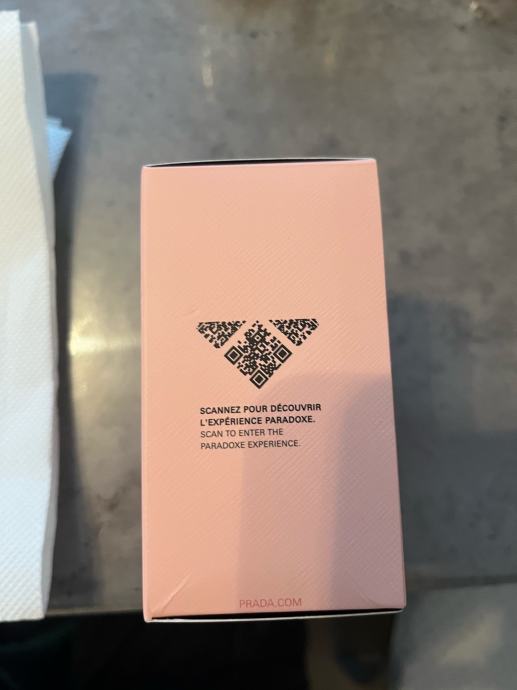 SCANNEZ POUR DÉCOUVRIR
L'EXPÉRIENCE PARADOXE.
SCAN TO ENTER THE
PARADOXE EXPERIENCE.
PRADA.COM